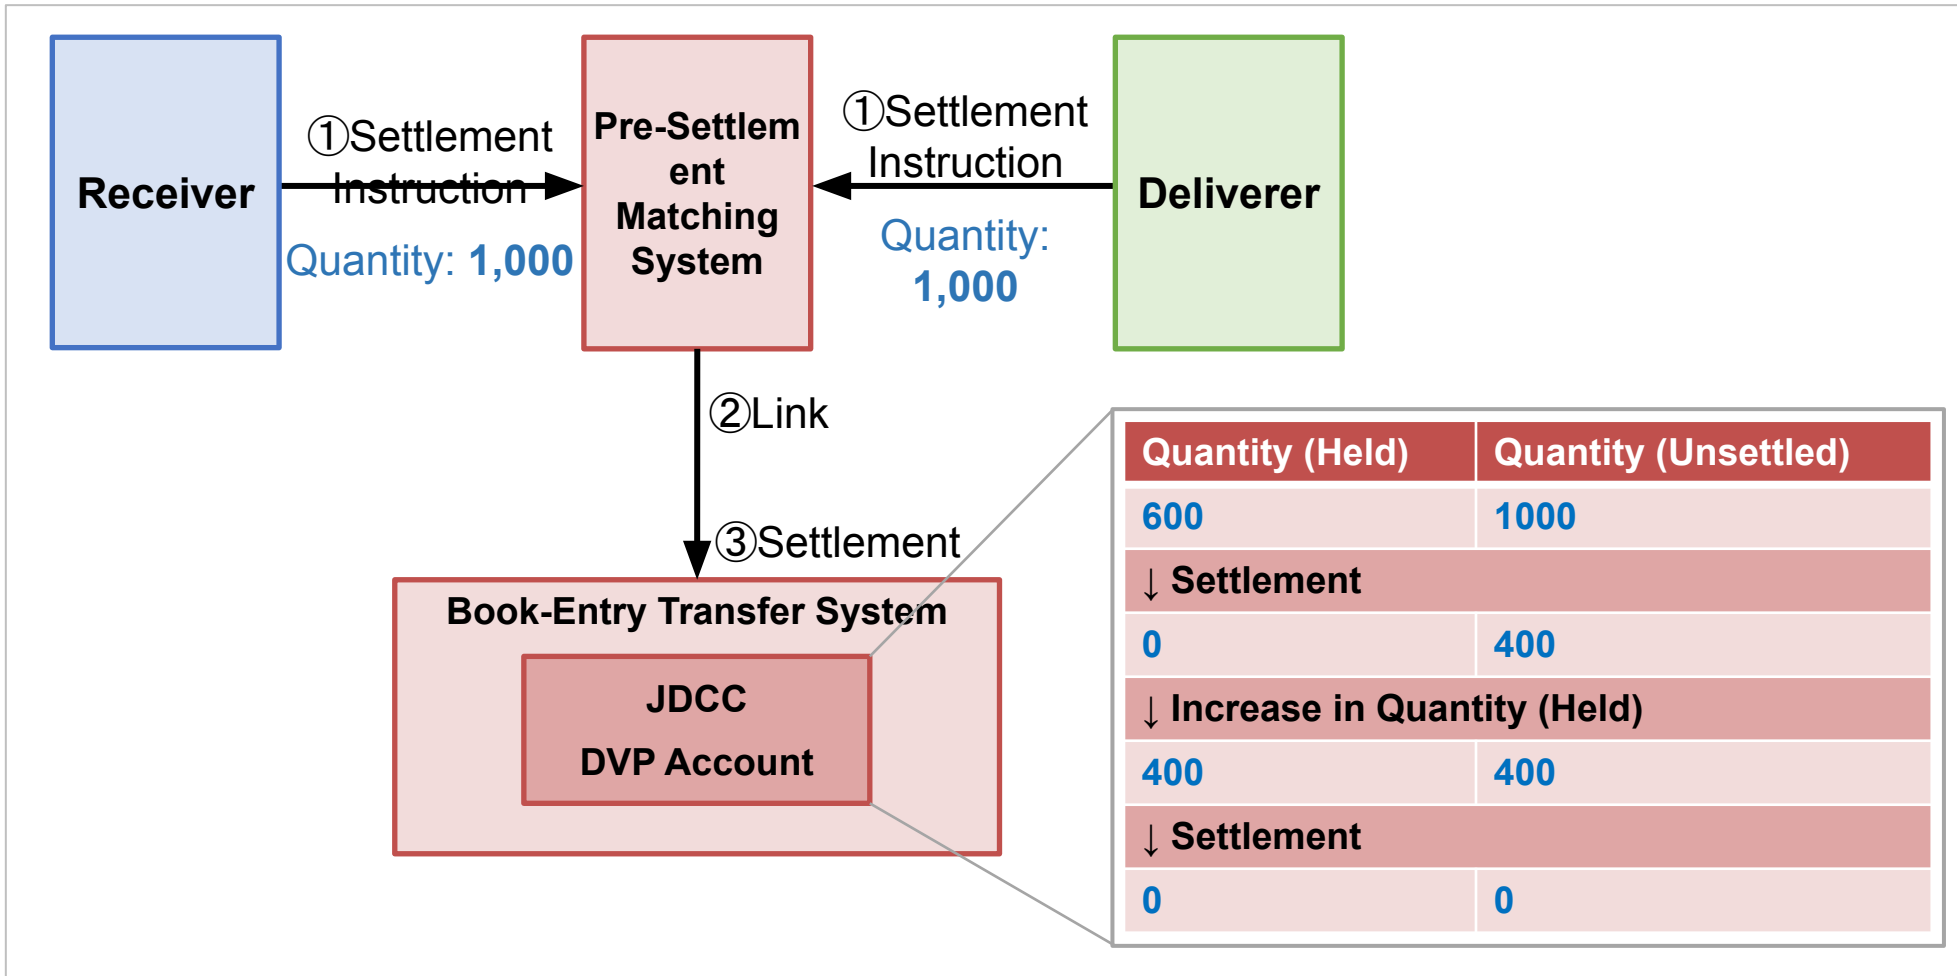 Receiver
①Settlement
Instruction
Quantity: 1,000
Pre-Settlem
ent
Matching
System
①Settlement
Instruction
Quantity:
1,000
Deliverer
②Link
③Settlement
Book-Entry Transfer System
JDCC
DVP Account
Quantity (Held) Quantity (Unsettled)
600 1000
↓ Settlement
0 400
↓ Increase in Quantity (Held)
400 400
↓ Settlement
0 0